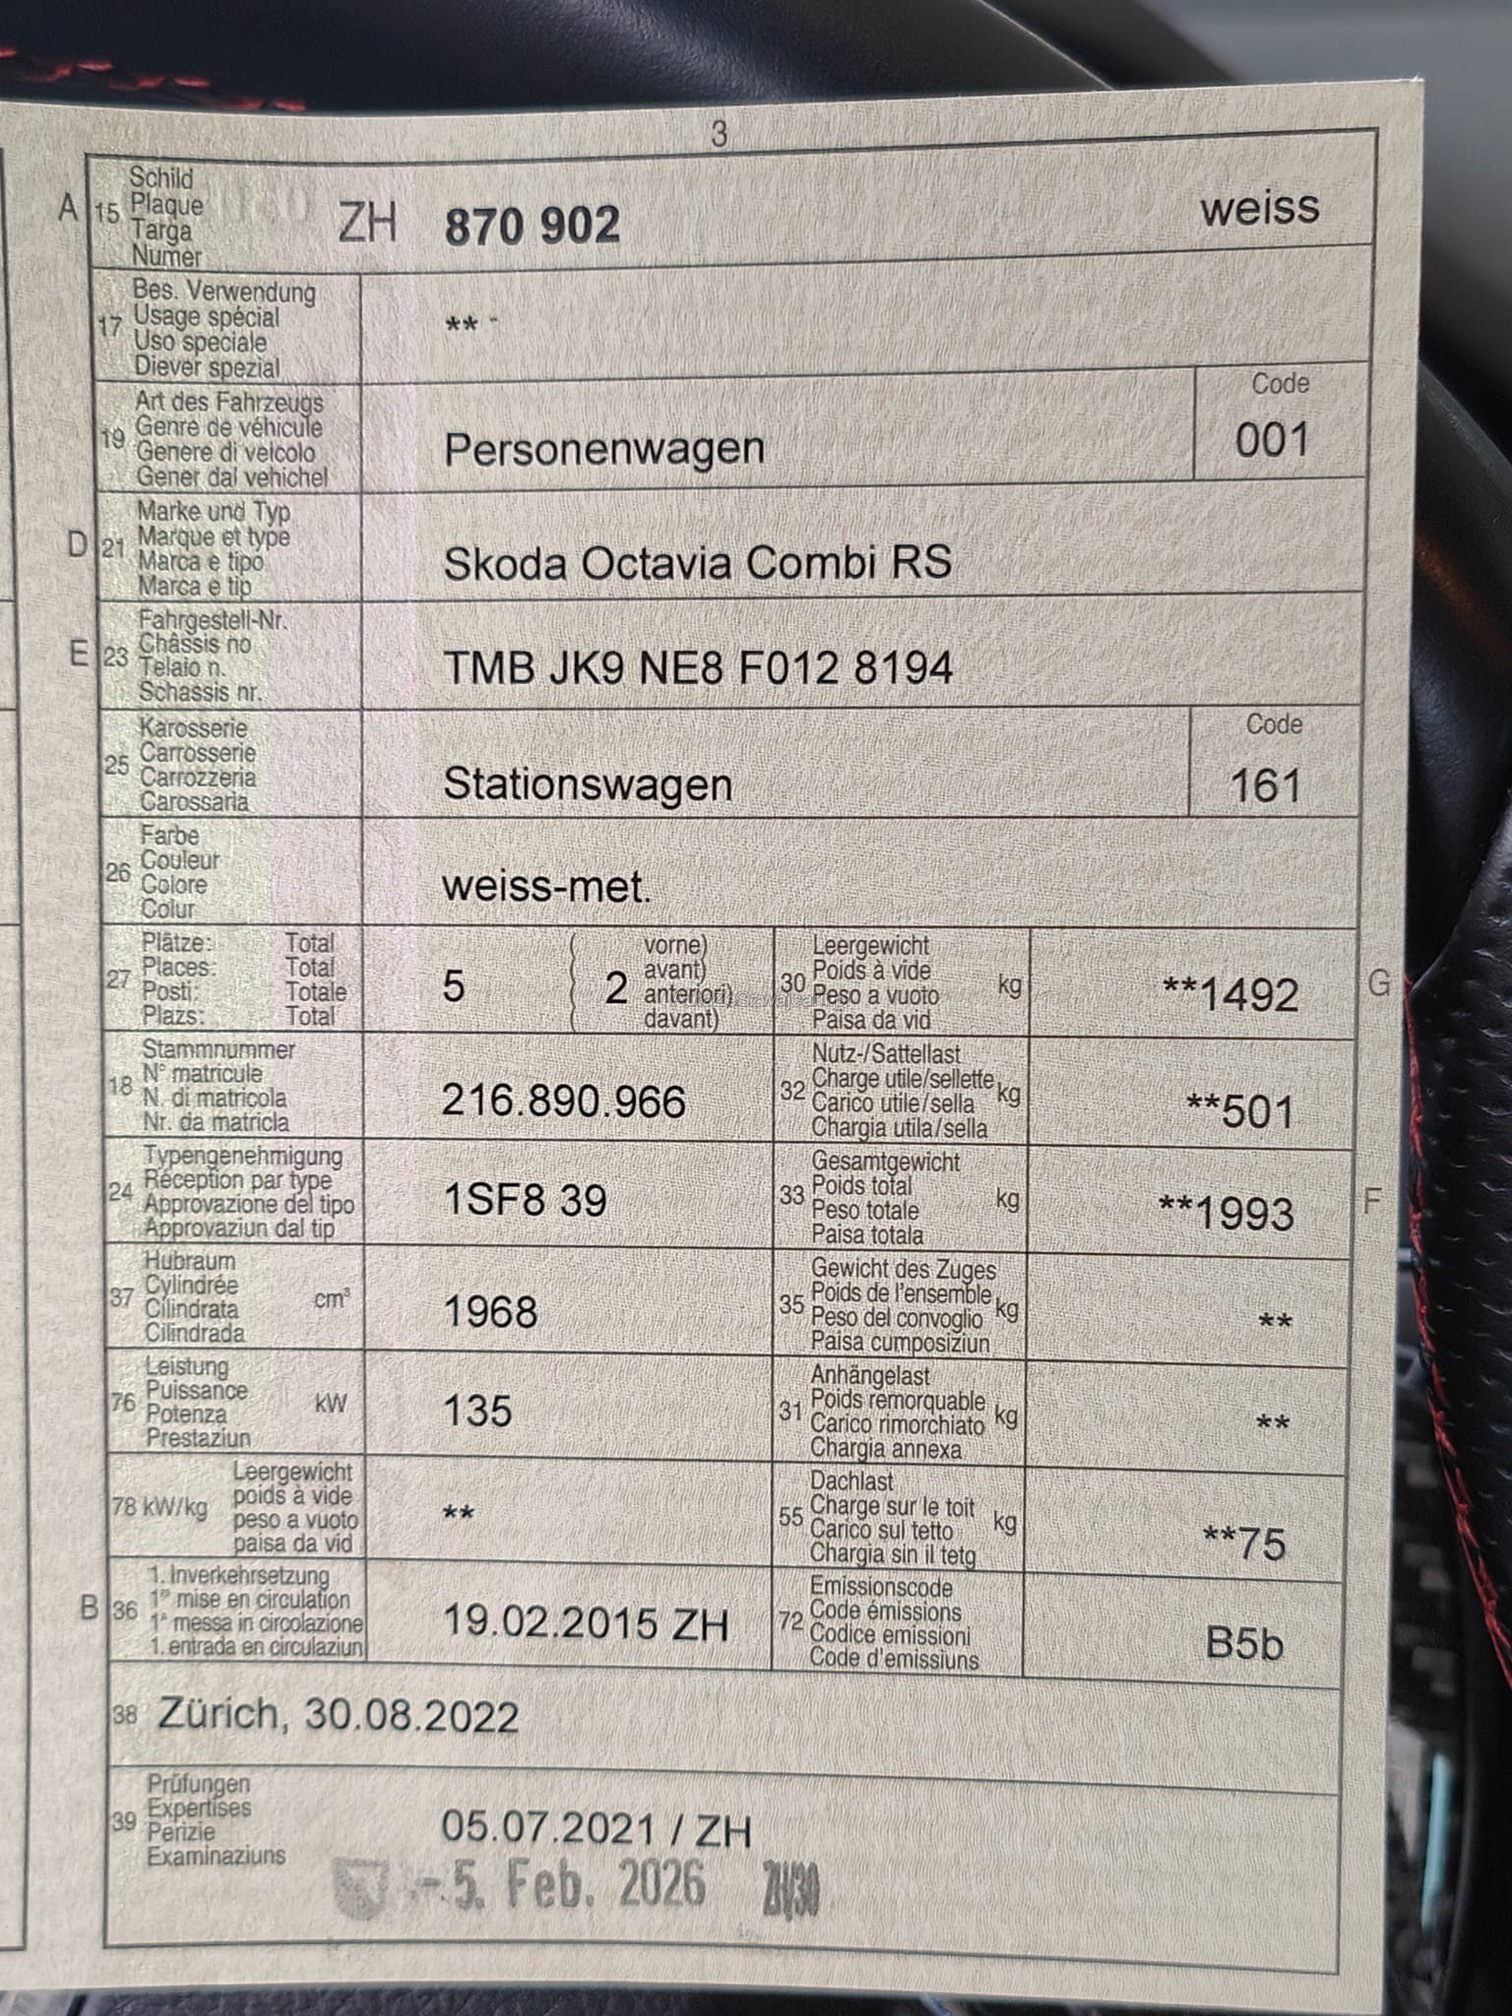 3
A 15 Schild
Plaque
Targa
Numer
ZH 870 902 weiss
17 Bes. Verwendung
Usage spécial
Uso speciale
Diever spezial
**
19 Art des Fahrzeugs
Genre de véhicule
Genere di veicolo
Gener dal vehichel
Personenwagen
Code
001
D 21 Marke und Typ
Marque et type
Marca e tipo
Marca e tip
Skoda Octavia Combi RS
E 23 Fahrgestell-Nr.
Châssis no
Telaio n.
Schassis nr.
TMB JK9 NE8 F012 8194
25 Karosserie
Carrosserie
Carrozzeria
Carossaria
Stationswagen
Code
161
26 Farbe
Couleur
Colore
Colur
weiss-met.
27 Plätze: Total
Places: Total
Posti: Totale
Plazs: Total
5 ( 2 vorne)
avant)
anteriori)
davant)
30 Leergewicht
Poids à vide
Peso a vuoto
Paisa da vid
kg **1492 G
18 Stammnummer
N° matricule
N. di matricola
Nr. da matricla
216.890.966
32 Nutz-/Sattellast
Charge utile/sellette
Carico utile/sella
Chargia utila/sella
kg **501
24 Typengenehmigung
Réception par type
Approvazione del tipo
Approvaziun dal tip
1SF8 39
33 Gesamtgewicht
Poids total
Peso totale
Paisa totala
kg **1993 F
37 Hubraum
Cylindrée
Cilindrata
Cilindrada
cm³ 1968
35 Gewicht des Zuges
Poids de l'ensemble
Peso del convoglio
Paisa cumposiziun
kg **
76 Leistung
Puissance
Potenza
Prestaziun
kW 135
31 Anhängelast
Poids remorquable
Carico rimorchiato
Chargia annexa
kg **
78 kW/kg Leergewicht
poids à vide
peso a vuoto
paisa da vid
**
55 Dachlast
Charge sur le toit
Carico sul tetto
Chargia sin il tetg
kg **75
B 36 1. Inverkehrsetzung
1re mise en circulation
1a messa in circolazione
1. entrada en circulaziun
19.02.2015 ZH
72 Emissionscode
Code émissions
Codice emissioni
Code d'emissiuns
B5b
38 Zürich, 30.08.2022
39 Prüfungen
Expertises
Perizie
Examinaziuns
05.07.2021 / ZH
-5. Feb. 2026 ZH/30